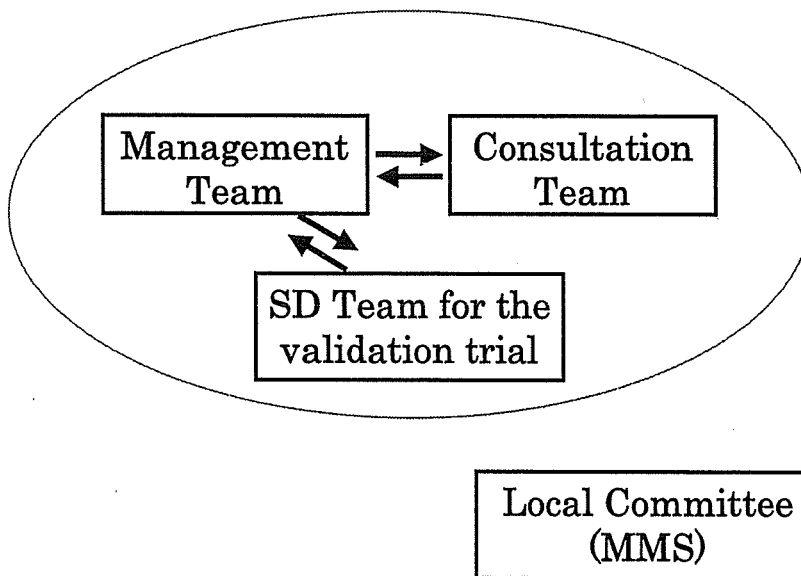 Management
Team
Consultation
Team
SD Team for the
validation trial
Local Committee
(MMS)